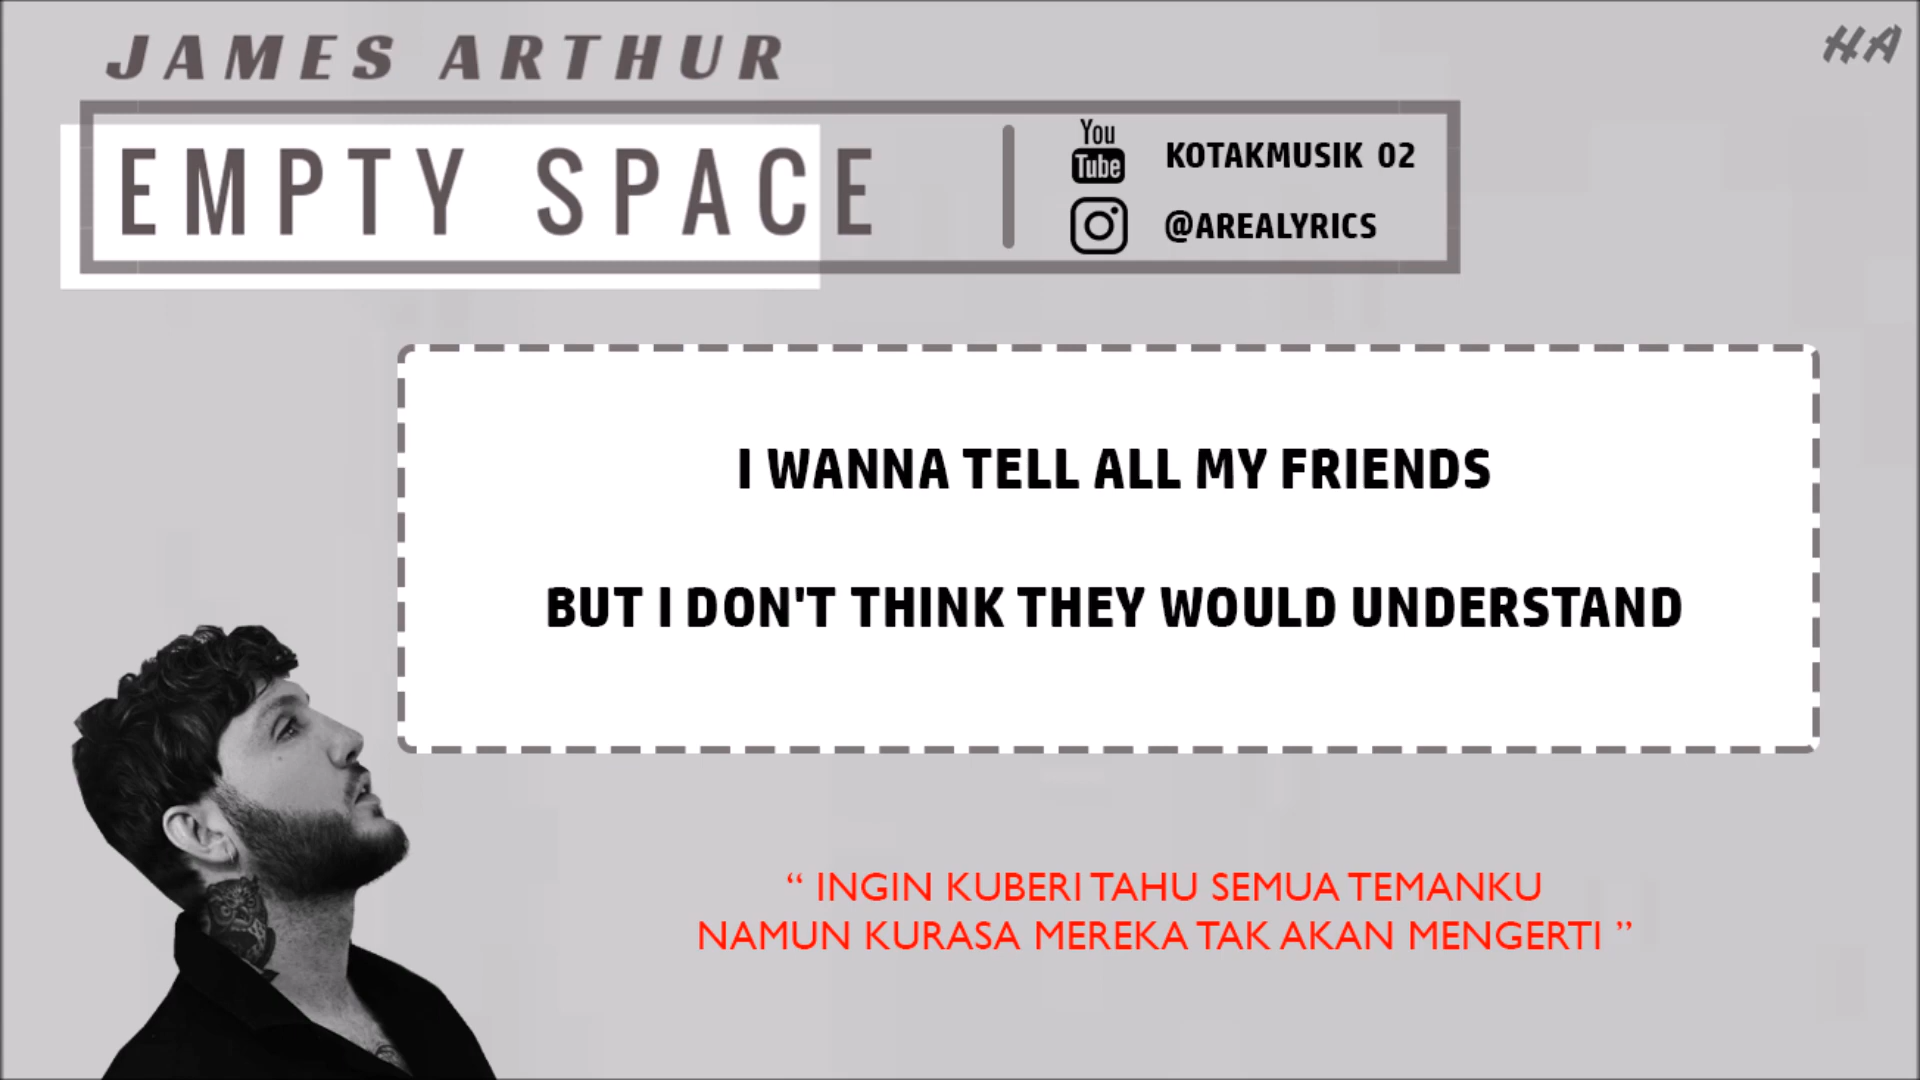 JAMES ARTHUR
HA
EMPTY SPACE
You
Tube
KOTAKMUSIK 02
@AREALYRICS
I WANNA TELL ALL MY FRIENDS
BUT I DON'T THINK THEY WOULD UNDERSTAND
“ INGIN KUBERI TAHU SEMUA TEMANKU
NAMUN KURASA MEREKA TAK AKAN MENGERTI ”